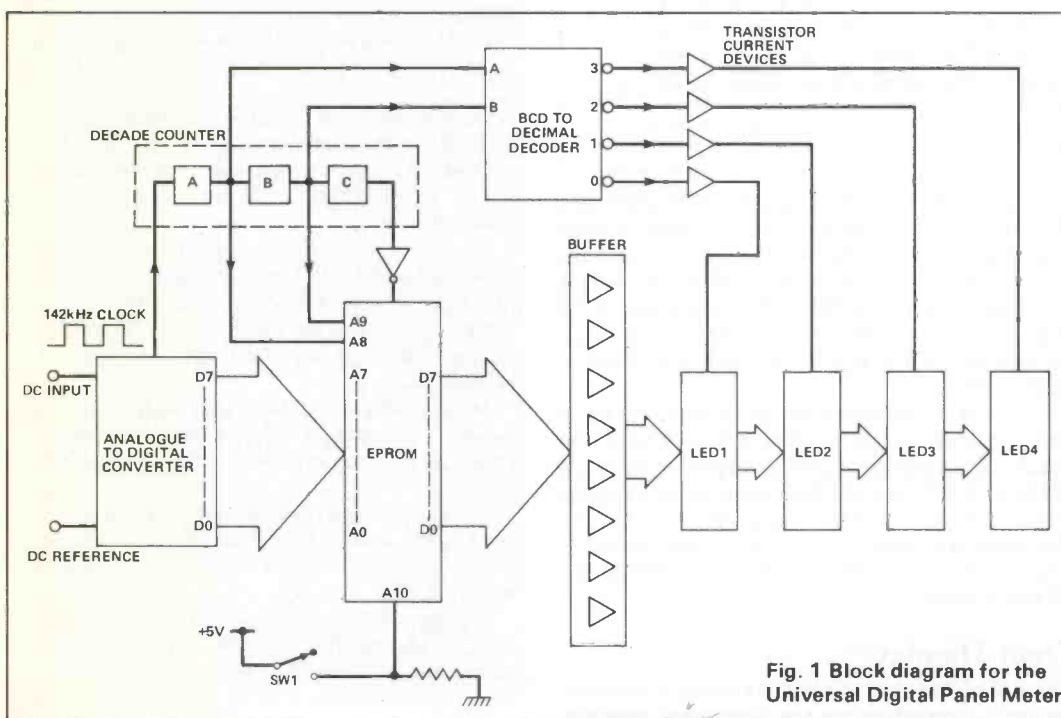 TRANSISTOR
CURRENT
DEVICES
A
B
BCD TO
DECIMAL
DECODER
3
2
1
0
DECADE COUNTER
A
B
C
BUFFER
142kHz CLOCK
DC INPUT
ANALOGUE
TO DIGITAL
CONVERTER
DC REFERENCE
D7
D0
A9
A8
A7
A0
EPROM
D7
D0
A10
LED1
LED2
LED3
LED4
+5V
SW1
Fig. 1 Block diagram for the
Universal Digital Panel Meter